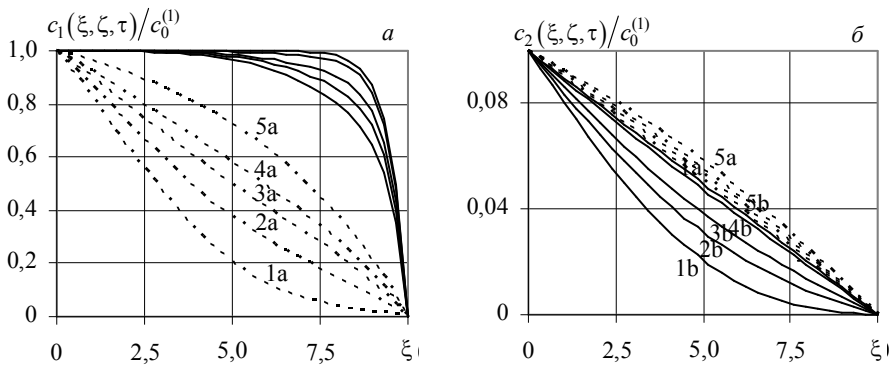 c₁(ξ, ζ, τ)/c₀⁽¹⁾ а
1,0
0,8
0,6
0,4
0,2
0
5a
4a
3a
2a
1a
0 2,5 5,0 7,5 ξ
c₂(ξ, ζ, τ)/c₀⁽¹⁾ б
0,08
0,04
0
5a
1a
5b
4b
3b
2b
1b
0 2,5 5,0 7,5 ξ